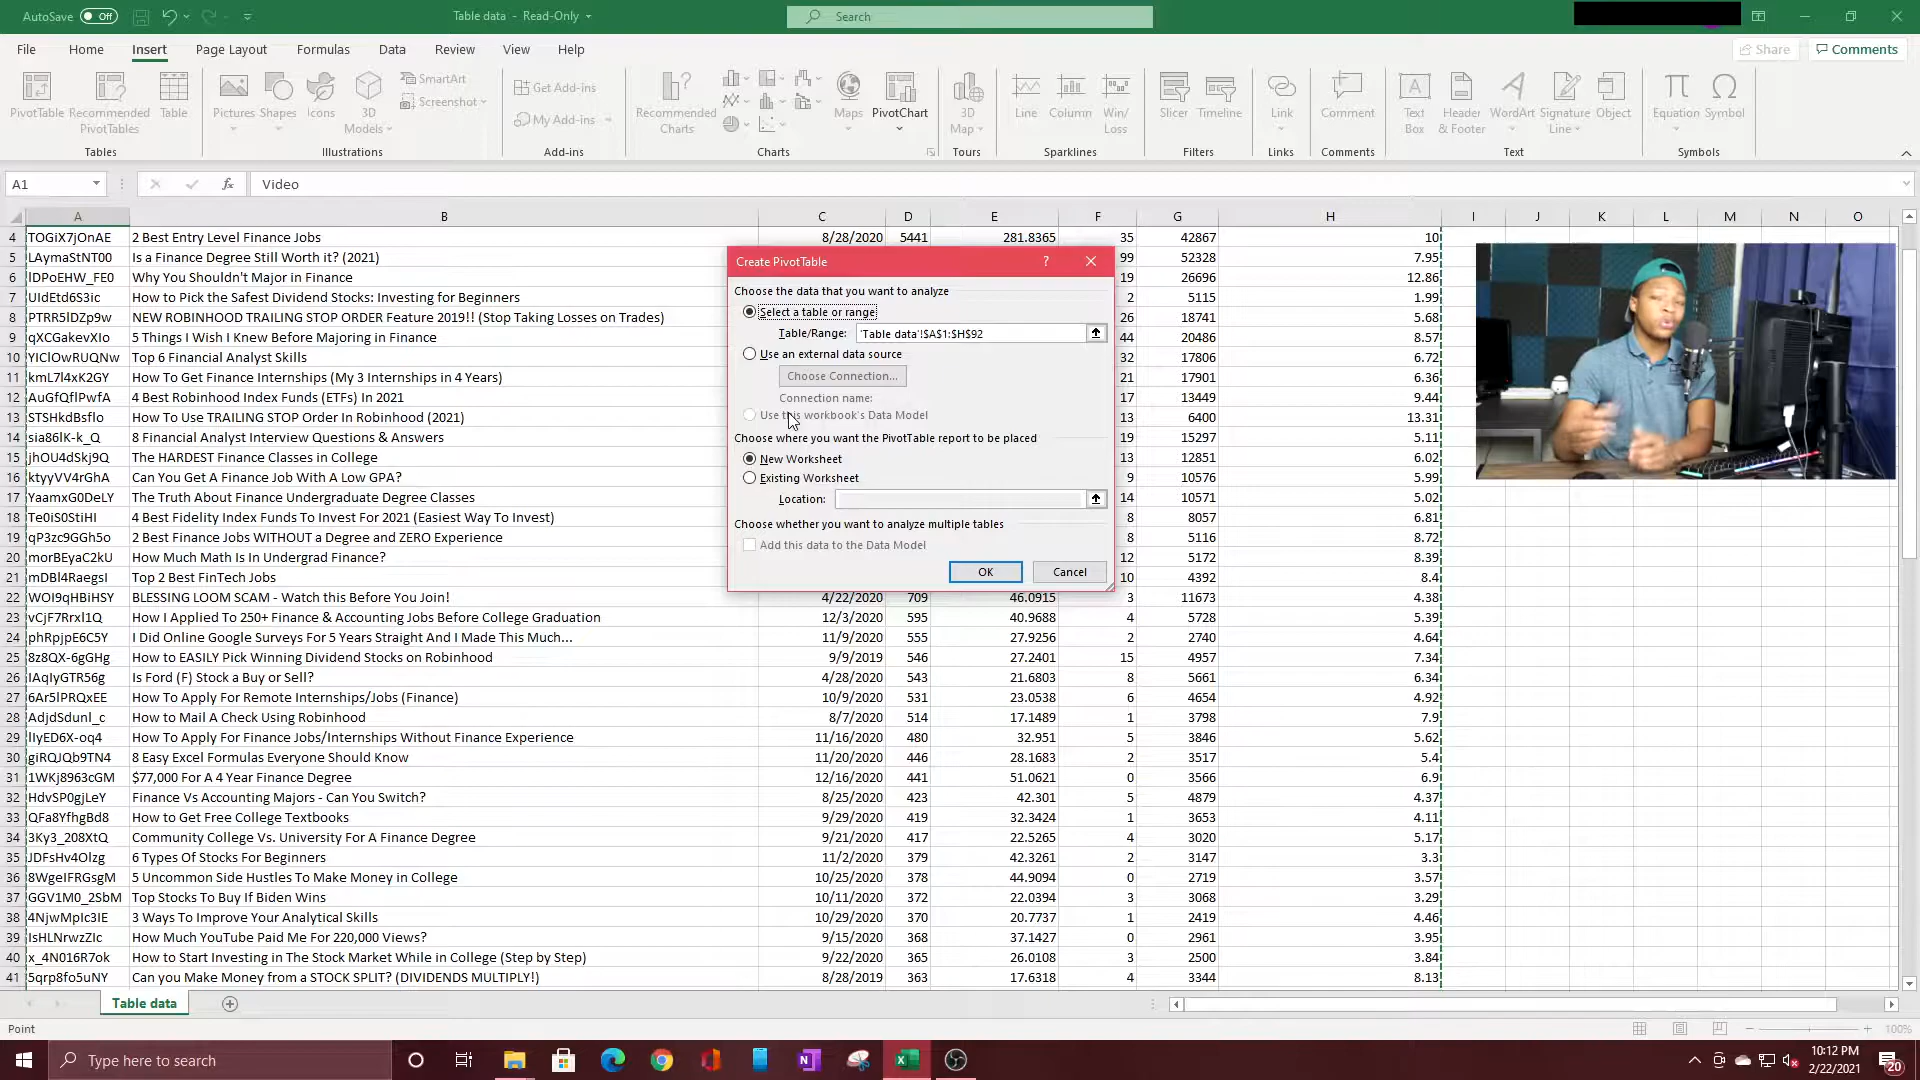 AutoSave Off Table data - Read-Only Search
File Home Insert Page Layout Formulas Data Review View Help Share Comments
PivotTable Recommended PivotTables Table Pictures Shapes Icons 3D Models SmartArt Screenshot Get Add-ins My Add-ins Recommended Charts Maps PivotChart 3D Map Line Column Win/Loss Slicer Timeline Link Comment Text Box Header & Footer WordArt Signature Line Object Equation Symbol
Tables Illustrations Add-ins Charts Tours Sparklines Filters Links Comments Text Symbols
A1 fx Video
A B C D E F G H I J K L M N O
4 TOGiX7jOnAE 2 Best Entry Level Finance Jobs 8/28/2020 5441 281.8365 35 42867 10
5 LAymaStNT00 Is a Finance Degree Still Worth it? (2021) 99 52328 7.95
6 lDPoEHW_FE0 Why You Shouldn't Major in Finance 19 26696 12.86
7 UIdEtd6S3ic How to Pick the Safest Dividend Stocks: Investing for Beginners 2 5115 1.99
8 PTRR5lDZp9w NEW ROBINHOOD TRAILING STOP ORDER Feature 2019!! (Stop Taking Losses on Trades) 26 18741 5.68
9 qXCGakevXIo 5 Things I Wish I Knew Before Majoring in Finance 44 20486 8.57
10 YIClOwRUQNw Top 6 Financial Analyst Skills 32 17806 6.72
11 kmL7l4xK2GY How To Get Finance Internships (My 3 Internships in 4 Years) 21 17901 6.36
12 AuGfQflPwfA 4 Best Robinhood Index Funds (ETFs) In 2021 17 13449 9.44
13 STSHkdBsflo How To Use TRAILING STOP Order In Robinhood (2021) 13 6400 13.31
14 sia86lK-k_Q 8 Financial Analyst Interview Questions & Answers 19 15297 5.11
15 jhOU4dSkj9Q The HARDEST Finance Classes in College 13 12851 6.02
16 ktyyVV4rGhA Can You Get A Finance Job With A Low GPA? 9 10576 5.99
17 YaamxG0DeLY The Truth About Finance Undergraduate Degree Classes 14 10571 5.02
18 Te0iS0StiHI 4 Best Fidelity Index Funds To Invest For 2021 (Easiest Way To Invest) 8 8057 6.81
19 qP3zc9GGh5o 2 Best Finance Jobs WITHOUT a Degree and ZERO Experience 8 5116 8.72
20 morBEyaC2kU How Much Math Is In Undergrad Finance? 12 5172 8.39
21 mDBl4RaegsI Top 2 Best FinTech Jobs 10 4392 8.4
22 WOI9qHBiHSY BLESSING LOOM SCAM - Watch this Before You Join! 4/22/2020 709 46.0915 3 11673 4.38
23 vCjF7Rrxl1Q How I Applied To 250+ Finance & Accounting Jobs Before College Graduation 12/3/2020 595 40.9688 4 5728 5.39
24 phRpjpE6C5Y I Did Online Google Surveys For 5 Years Straight And I Made This Much... 11/9/2020 555 27.9256 2 2740 4.64
25 8z8QX-6gGHg How to EASILY Pick Winning Dividend Stocks on Robinhood 9/9/2019 546 27.2401 15 4957 7.34
26 IAqIyGTR56g Is Ford (F) Stock a Buy or Sell? 4/28/2020 543 21.6803 8 5661 6.34
27 6Ar5lPRQxEE How To Apply For Remote Internships/Jobs (Finance) 10/9/2020 531 23.0538 6 4654 4.92
28 AdjdSdunl_c How to Mail A Check Using Robinhood 8/7/2020 514 17.1489 1 3798 7.9
29 lIyED6X-oq4 How To Apply For Finance Jobs/Internships Without Finance Experience 11/16/2020 480 32.951 5 3846 5.62
30 giRQJQb9TN4 8 Easy Excel Formulas Everyone Should Know 11/20/2020 446 28.1683 2 3517 5.4
31 1WKj8963cGM $77,000 For A 4 Year Finance Degree 12/16/2020 441 51.0621 0 3566 6.9
32 HdvSP0gjLeY Finance Vs Accounting Majors - Can You Switch? 8/25/2020 423 42.301 5 4879 4.37
33 QFa8YfhgBd8 How to Get Free College Textbooks 9/29/2020 419 32.3424 1 3653 4.11
34 3Ky3_208XtQ Community College Vs. University For A Finance Degree 9/21/2020 417 22.5265 4 3020 5.17
35 JDFsHv4Olzg 6 Types Of Stocks For Beginners 11/2/2020 379 42.3261 2 3147 3.3
36 8WgeIFRGsgM 5 Uncommon Side Hustles To Make Money in College 10/25/2020 378 44.9094 0 2719 3.57
37 GGV1M0_2SbM Top Stocks To Buy If Biden Wins 10/11/2020 372 22.0394 3 3068 3.29
38 4NjwMpIc3IE 3 Ways To Improve Your Analytical Skills 10/29/2020 370 20.7737 1 2419 4.46
39 IsHLNrwzZIc How Much YouTube Paid Me For 220,000 Views? 9/15/2020 368 37.1427 0 2961 3.95
40 x_4N016R7ok How to Start Investing in The Stock Market While in College (Step by Step) 9/22/2020 365 26.0108 3 2500 3.84
41 5qrp8fo5uNY Can you Make Money from a STOCK SPLIT? (DIVIDENDS MULTIPLY!) 8/28/2019 363 17.6318 4 3344 8.13
Create PivotTable ?
Choose the data that you want to analyze
Select a table or range
Table/Range: 'Table data'!$A$1:$H$92
Use an external data source
Choose Connection...
Connection name:
Use this workbook's Data Model
Choose where you want the PivotTable report to be placed
New Worksheet
Existing Worksheet
Location:
Choose whether you want to analyze multiple tables
Add this data to the Data Model
OK Cancel
Table data
Point 100%
Type here to search 10:12 PM
2/22/2021 20